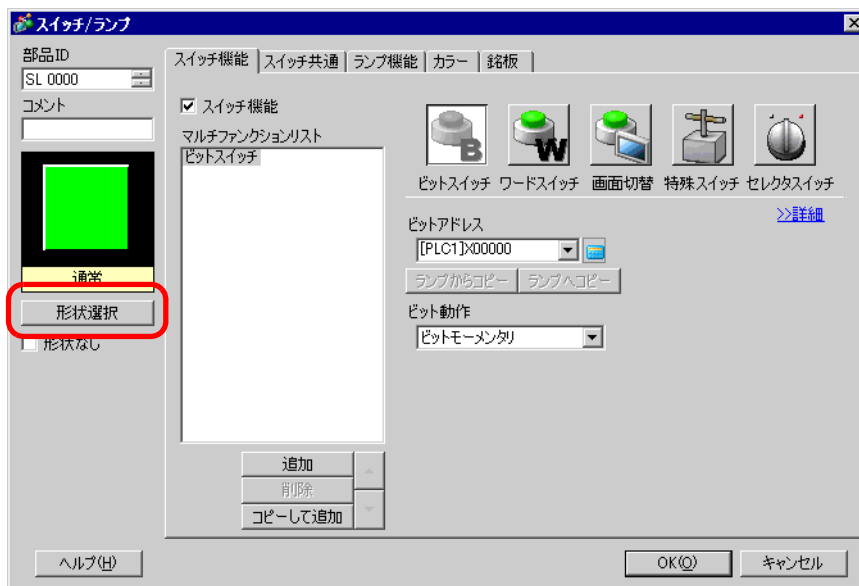 スイッチ/ランプ
部品ID
SL 0000
コメント
通常
形状選択
形状なし
スイッチ機能
スイッチ共通
ランプ機能
カラー
銘板
スイッチ機能
マルチファンクションリスト
ビットスイッチ
追加
削除
コピーして追加
B
W
ビットスイッチ
ワードスイッチ
画面切替
特殊スイッチ
セレクタスイッチ
>>詳細
ビットアドレス
[PLC1]X00000
ランプからコピー
ランプへコピー
ビット動作
ビットモーメンタリ
ヘルプ(H)
OK(O)
キャンセル